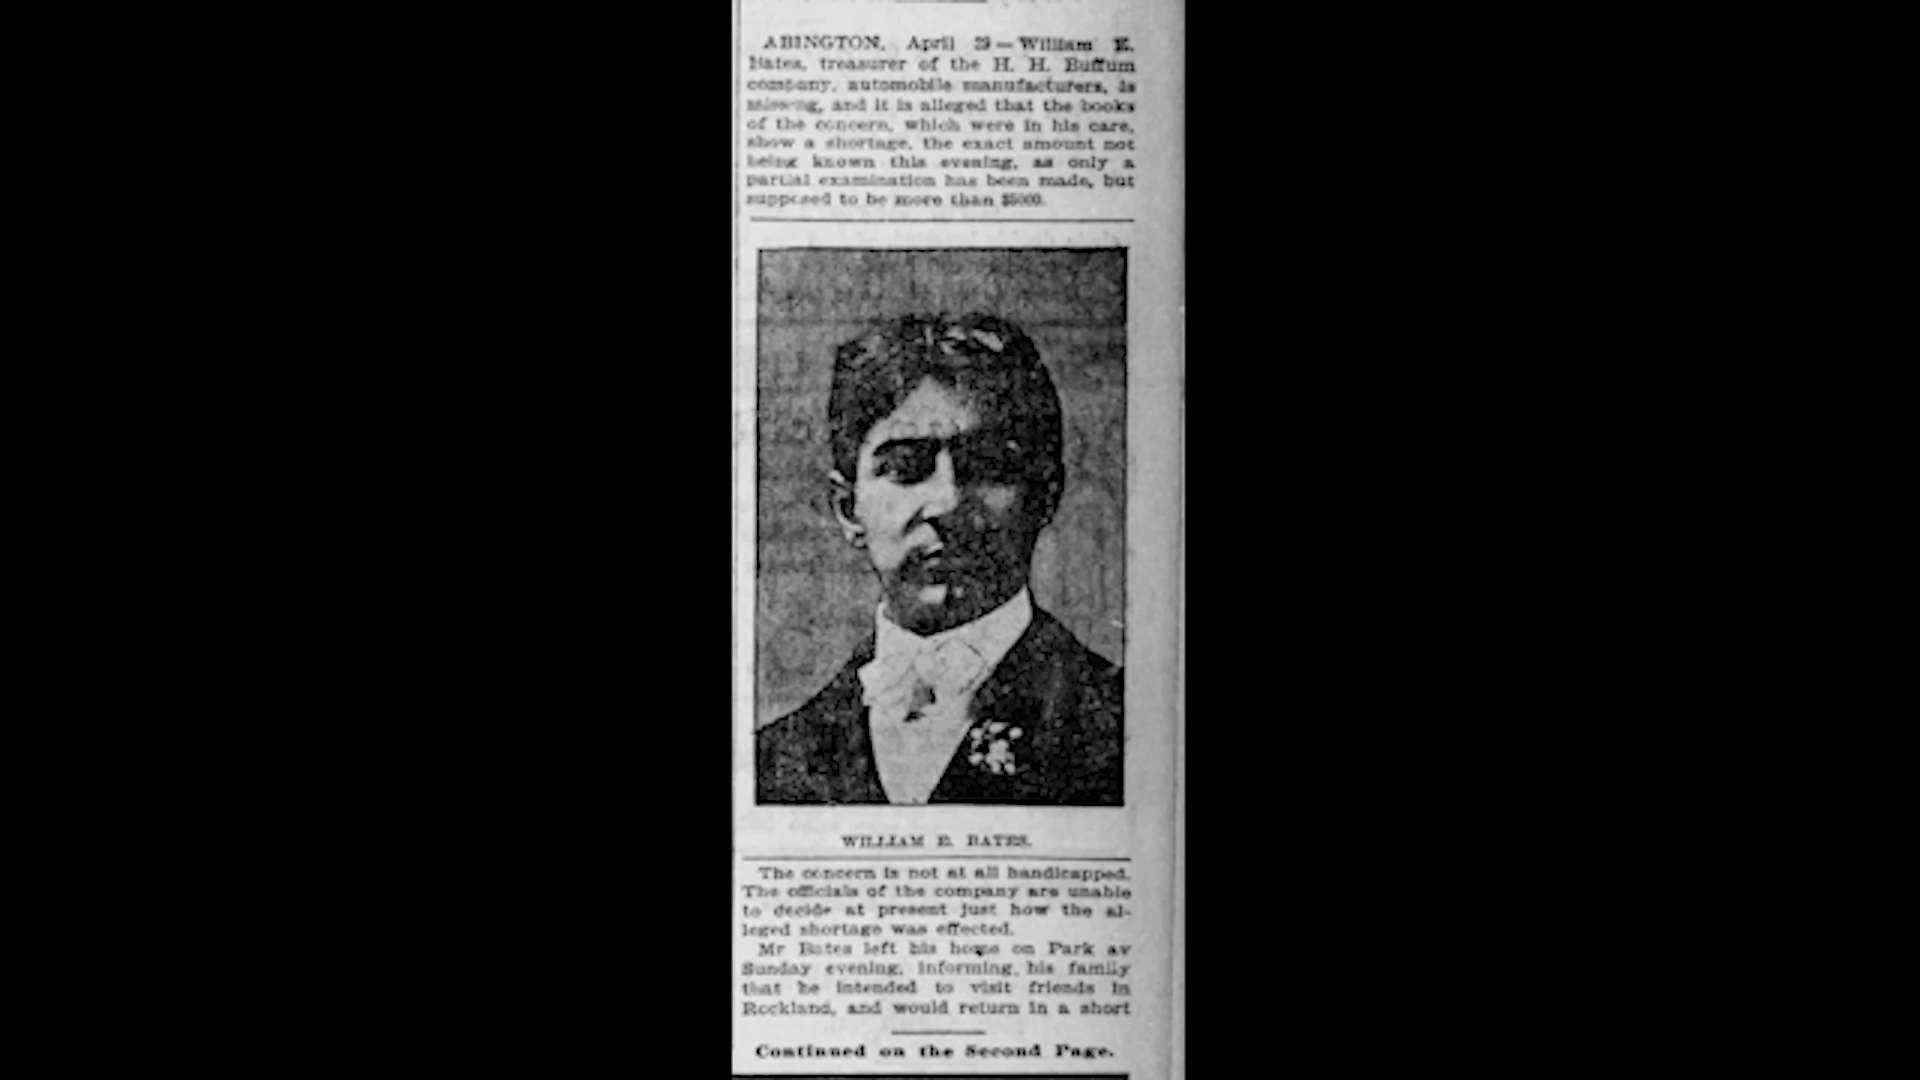 ABINGTON, April 29—William E.
Bates, treasurer of the H. H. Buffum
company, automobile manufacturers, is
missing, and it is alleged that the books
of the concern, which were in his care,
show a shortage, the exact amount not
being known this evening, as only a
partial examination has been made, but
supposed to be more than $5000.
WILLIAM E. BATES.
The concern is not at all handicapped.
The officials of the company are unable
to decide at present just how the al-
leged shortage was effected.
Mr Bates left his home on Park av
Sunday evening, informing his family
that he intended to visit friends in
Rockland, and would return in a short
Continued on the Second Page.